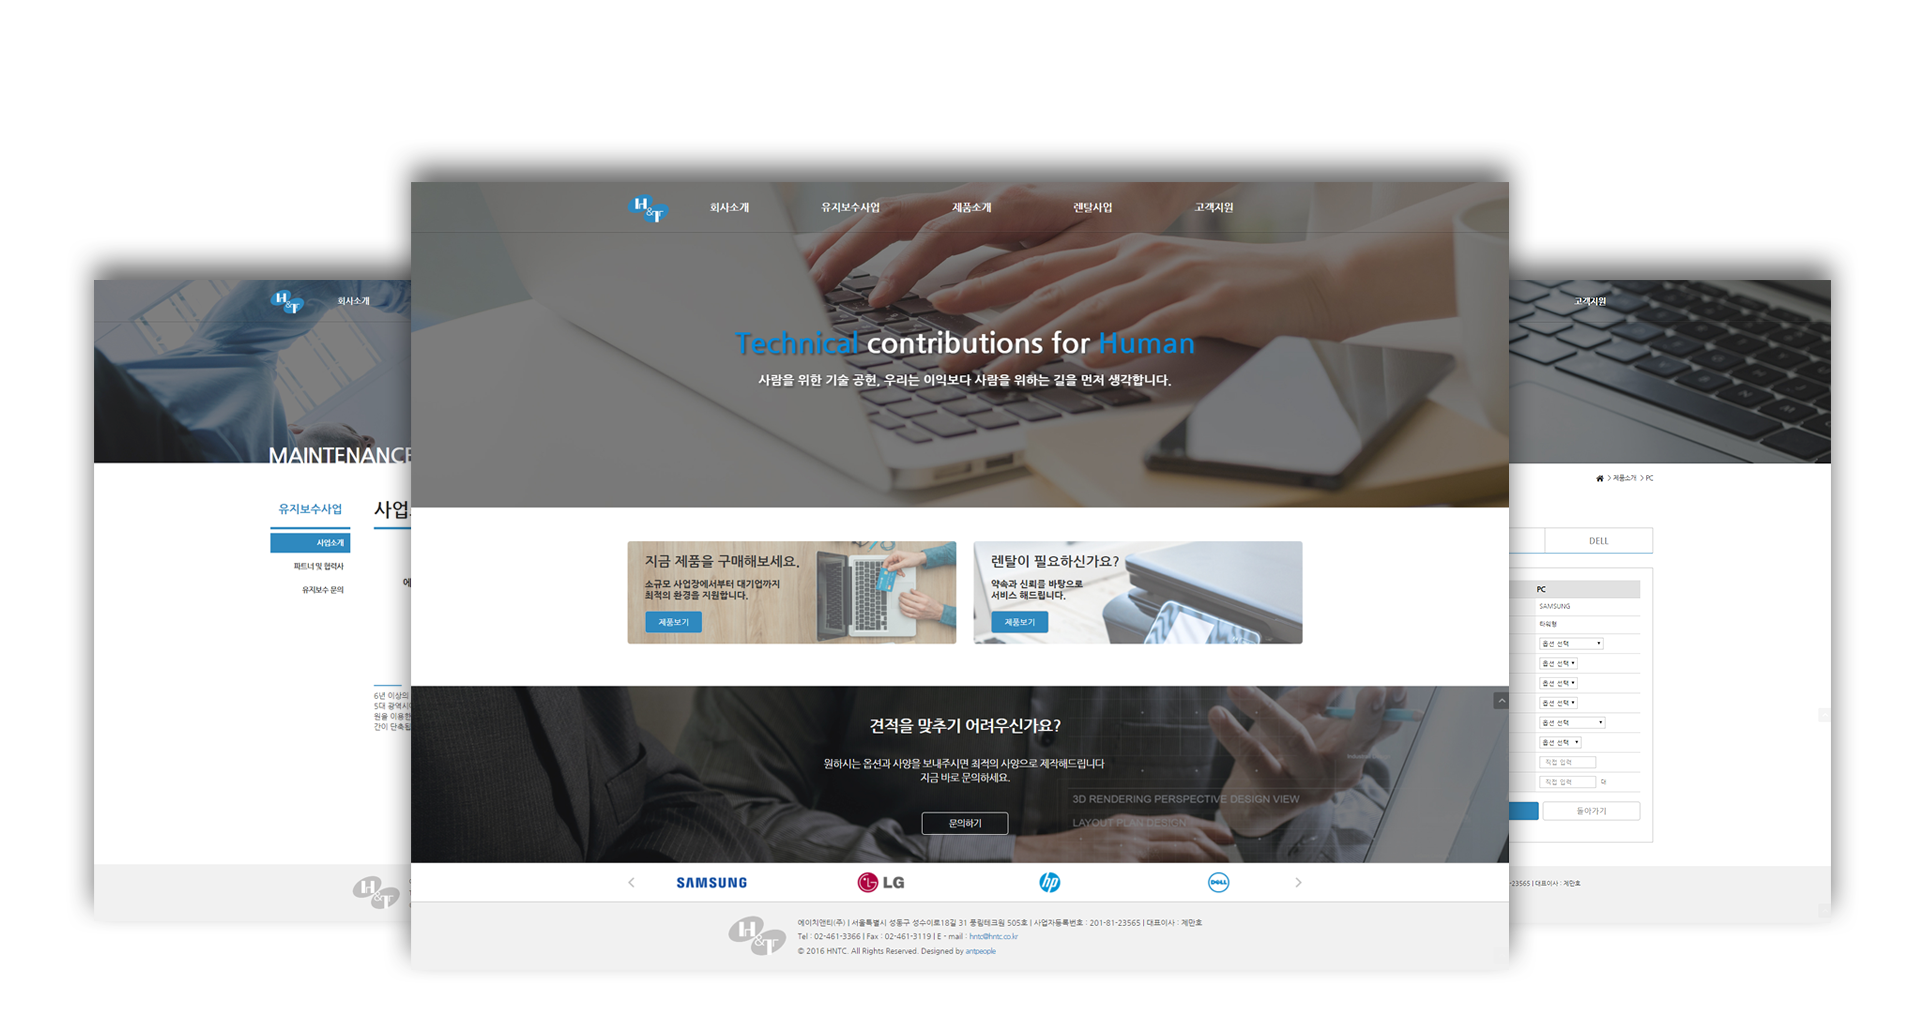 H&T
회사소개
유지보수사업
제품소개
렌탈사업
고객지원
Technical contributions for Human
사람을 위한 기술 공헌, 우리는 이익보다 사람을 위하는 길을 먼저 생각합니다.
지금 제품을 구매해보세요.
소규모 사업장에서부터 대기업까지
최적의 환경을 지원합니다.
제품보기
렌탈이 필요하신가요?
약속과 신뢰를 바탕으로
서비스 해드립니다.
제품보기
견적을 맞추기 어려우신가요?
원하시는 옵션과 사양을 보내주시면 최적의 사양으로 제작해드립니다
지금 바로 문의하세요.
문의하기
3D RENDERING PERSPECTIVE DESIGN VIEW
LAYOUT PLAN DESIGN
SAMSUNG
LG
hp
DELL
H&T
에이치앤티(주) | 서울특별시 성동구 성수이로18길 31 풍림테크원 505호 | 사업자등록번호 : 201-81-23565 | 대표이사 : 제만호
Tel : 02-461-3366 | Fax : 02-461-3119 | E - mail : hntc@hntc.co.kr
© 2016 HNTC. All Rights Reserved. Designed by antpeople
H&T
회사소개
MAINTENANCE
유지보수사업
사업
사업소개
파트너 및 협력사
유지보수 문의
에
6년 이상의
5대 광역시
원을 이용한
간이 단축됩
H&T
고객지원
> 제품소개 > PC
DELL
PC
SAMSUNG
타워형
옵션 선택
옵션 선택
옵션 선택
옵션 선택
옵션 선택
옵션 선택
직접 입력
직접 입력 대
돌아가기
-23565 | 대표이사 : 제만호